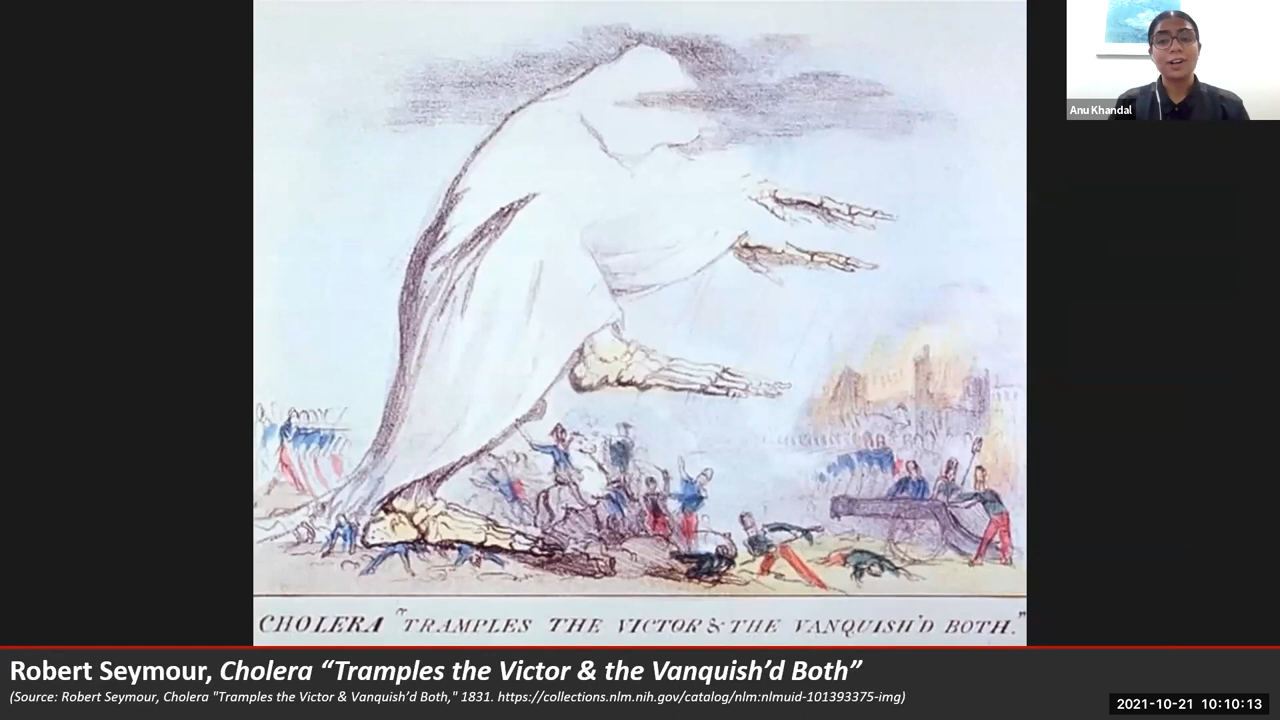 Anu Khandal
CHOLERA "TRAMPLES THE VICTOR & THE VANQUISH'D BOTH."
Robert Seymour, Cholera “Tramples the Victor & the Vanquish’d Both”
(Source: Robert Seymour, Cholera "Tramples the Victor & Vanquish’d Both," 1831. https://collections.nlm.nih.gov/catalog/nlm:nlmuid-101393375-img)
2021-10-21 10:10:13